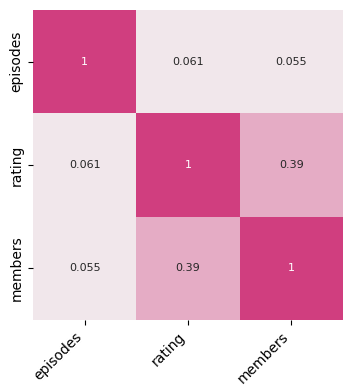 episodes 1 0.061 0.055
rating 0.061 1 0.39
members 0.055 0.39 1
episodes rating members